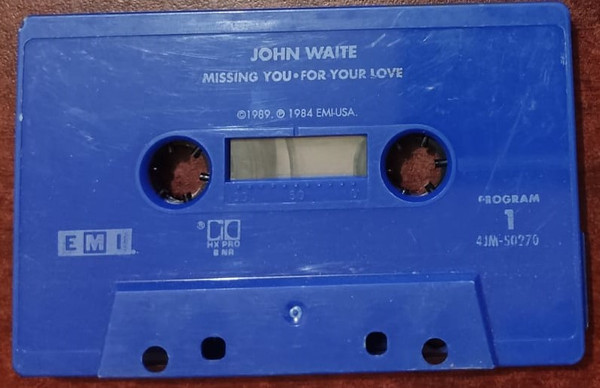 JOHN WAITE
MISSING YOU • FOR YOUR LOVE
©1989. ℗ 1984 EMI-USA.
PROGRAM
1
4JM-50270
EMI
®
HX PRO
B NR